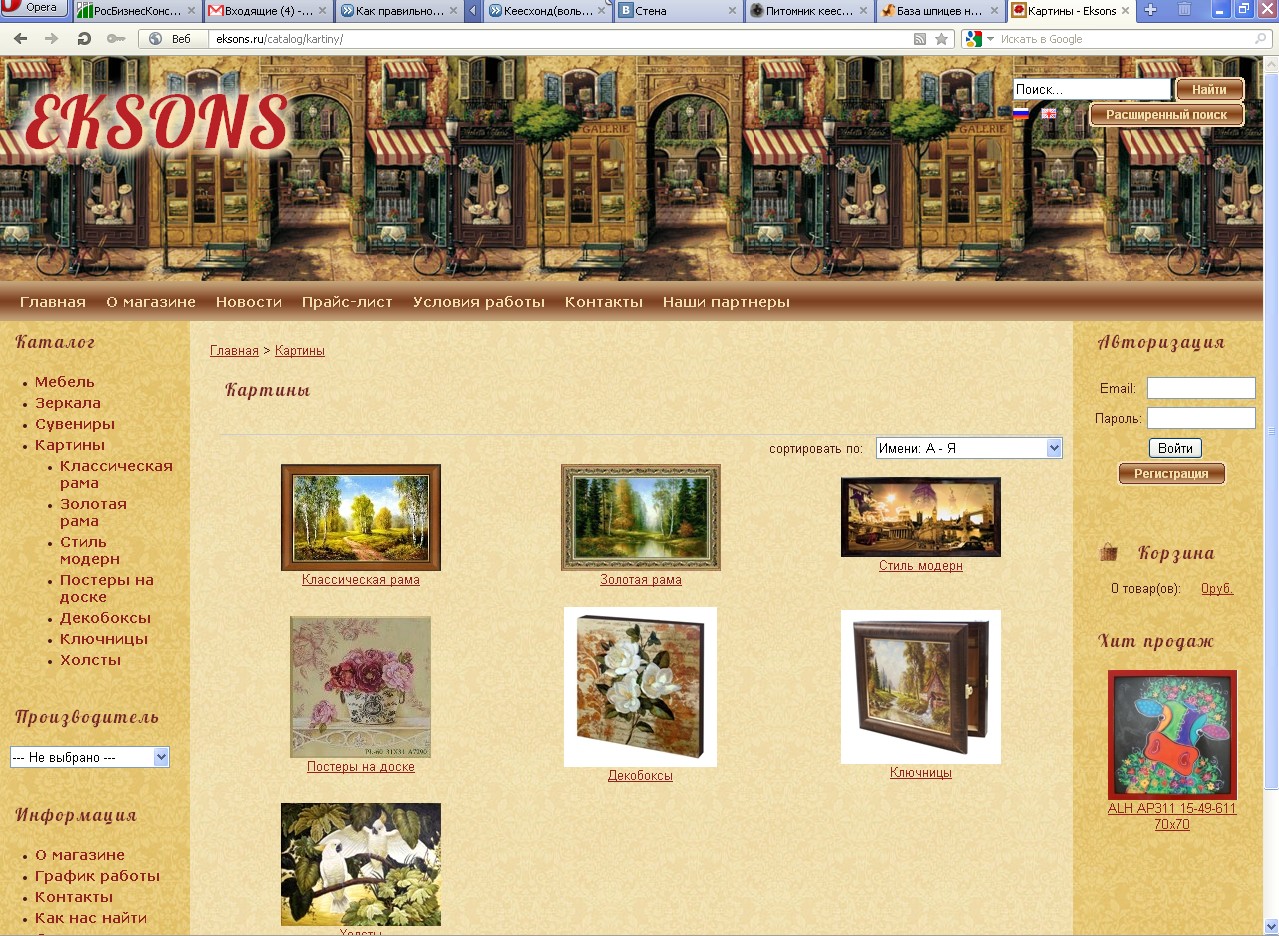 Opera
РосБизнесКонс...
Входящие (4) -...
Как правильно...
Кеесхонд(воль...
Стена
Питомник кеес...
База шпицев н...
Картины - Eksons
Веб
eksons.ru/catalog/kartiny/
Искать в Google
EKSONS
Поиск...
Найти
Расширенный поиск
GALERIE
GALERIE
Главная
О магазине
Новости
Прайс-лист
Условия работы
Контакты
Наши партнеры
Каталог
Мебель
Зеркала
Сувениры
Картины
Классическая
рама
Золотая
рама
Стиль
модерн
Постеры на
доске
Декобоксы
Ключницы
Холсты
Производитель
--- Не выбрано ---
Информация
О магазине
График работы
Контакты
Как нас найти
Главная > Картины
Картины
сортировать по:
Имени: А - Я
Классическая рама
Золотая рама
Стиль модерн
Постеры на доске
Декобоксы
Ключницы
Холсты
Авторизация
Email:
Пароль:
Войти
Регистрация
Корзина
0 товар(ов):
0руб.
Хит продаж
ALH AP311 15-49-611
70x70